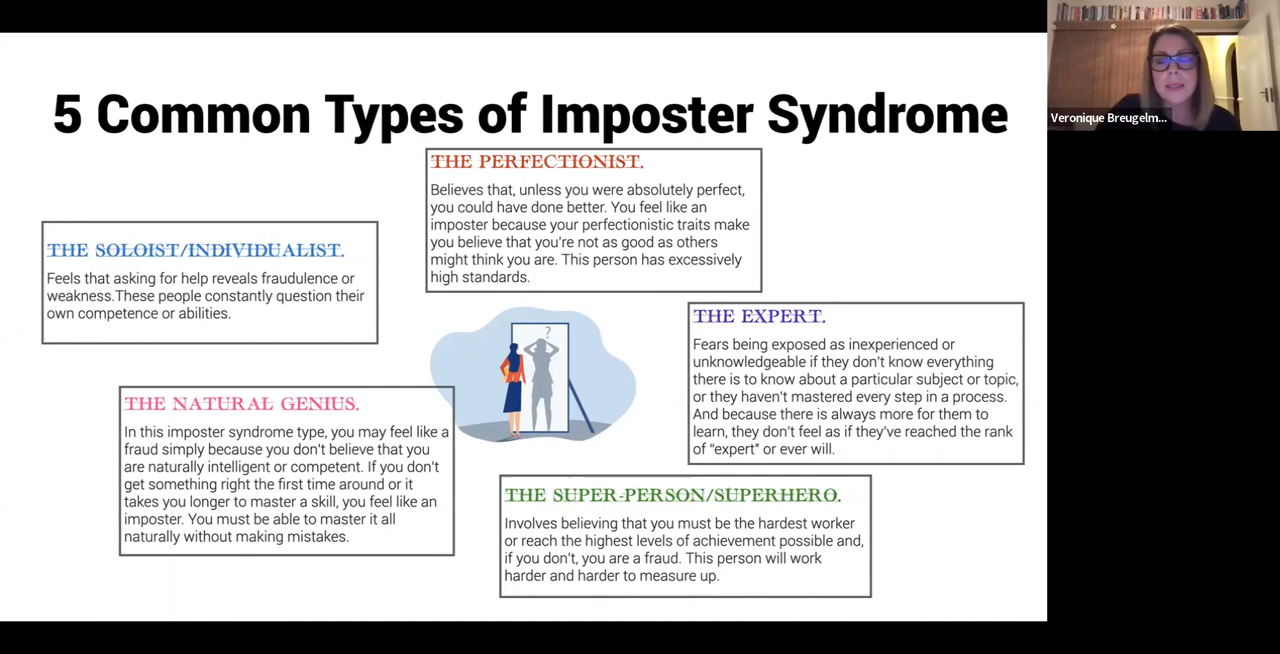 5 Common Types of Imposter Syndrome
THE PERFECTIONIST.
Believes that, unless you were absolutely perfect,
you could have done better. You feel like an
imposter because your perfectionistic traits make
you believe that you're not as good as others
might think you are. This person has excessively
high standards.
THE SOLOIST/INDIVIDUALIST.
Feels that asking for help reveals fraudulence or
weakness.These people constantly question their
own competence or abilities.
THE EXPERT.
Fears being exposed as inexperienced or
unknowledgeable if they don't know everything
there is to know about a particular subject or topic,
or they haven't mastered every step in a process.
And because there is always more for them to
learn, they don't feel as if they've reached the rank
of "expert" or ever will.
?
THE NATURAL GENIUS.
In this imposter syndrome type, you may feel like a
fraud simply because you don't believe that you
are naturally intelligent or competent. If you don't
get something right the first time around or it
takes you longer to master a skill, you feel like an
imposter. You must be able to master it all
naturally without making mistakes.
THE SUPER-PERSON/SUPERHERO.
Involves believing that you must be the hardest worker
or reach the highest levels of achievement possible and,
if you don't, you are a fraud. This person will work
harder and harder to measure up.
Veronique Breugelm...